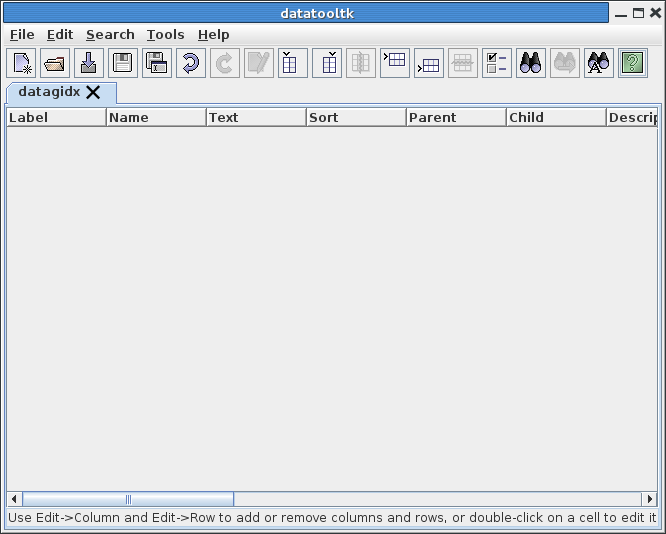 datatooltk
File Edit Search Tools Help
datagidx
Label Name Text Sort Parent Child Descrip
Use Edit->Column and Edit->Row to add or remove columns and rows, or double-click on a cell to edit it